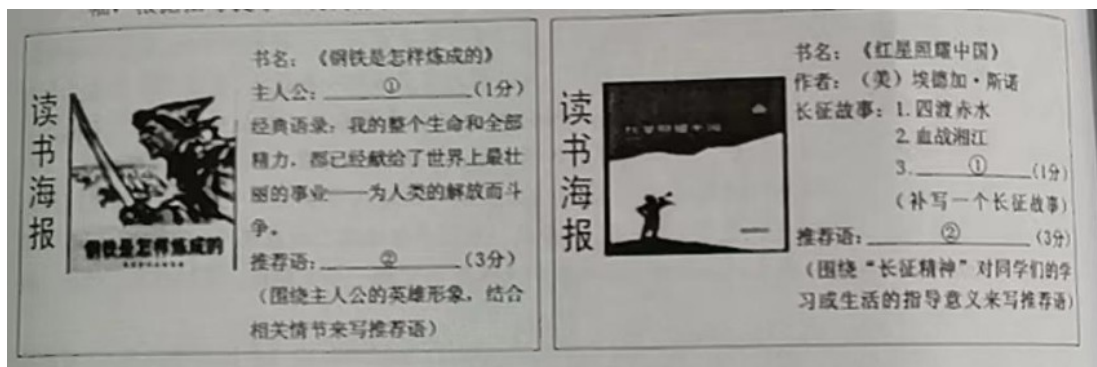 读书海报
钢铁是怎样炼成的
书名：《钢铁是怎样炼成的》
主人公：①(1分)
经典语录：我的整个生命和全部
精力，都已经献给了世界上最壮
丽的事业——为人类的解放而斗
争。
推荐语：②(3分)
（围绕主人公的英雄形象，结合
相关情节来写推荐语）
读书海报
红星照耀中国
书名：《红星照耀中国》
作者：（美）埃德加·斯诺
长征故事：1.四渡赤水
2.血战湘江
3.①(1分)
（补写一个长征故事）
推荐语：②(3分)
（围绕“长征精神”对同学们的学
习或生活的指导意义来写推荐语）